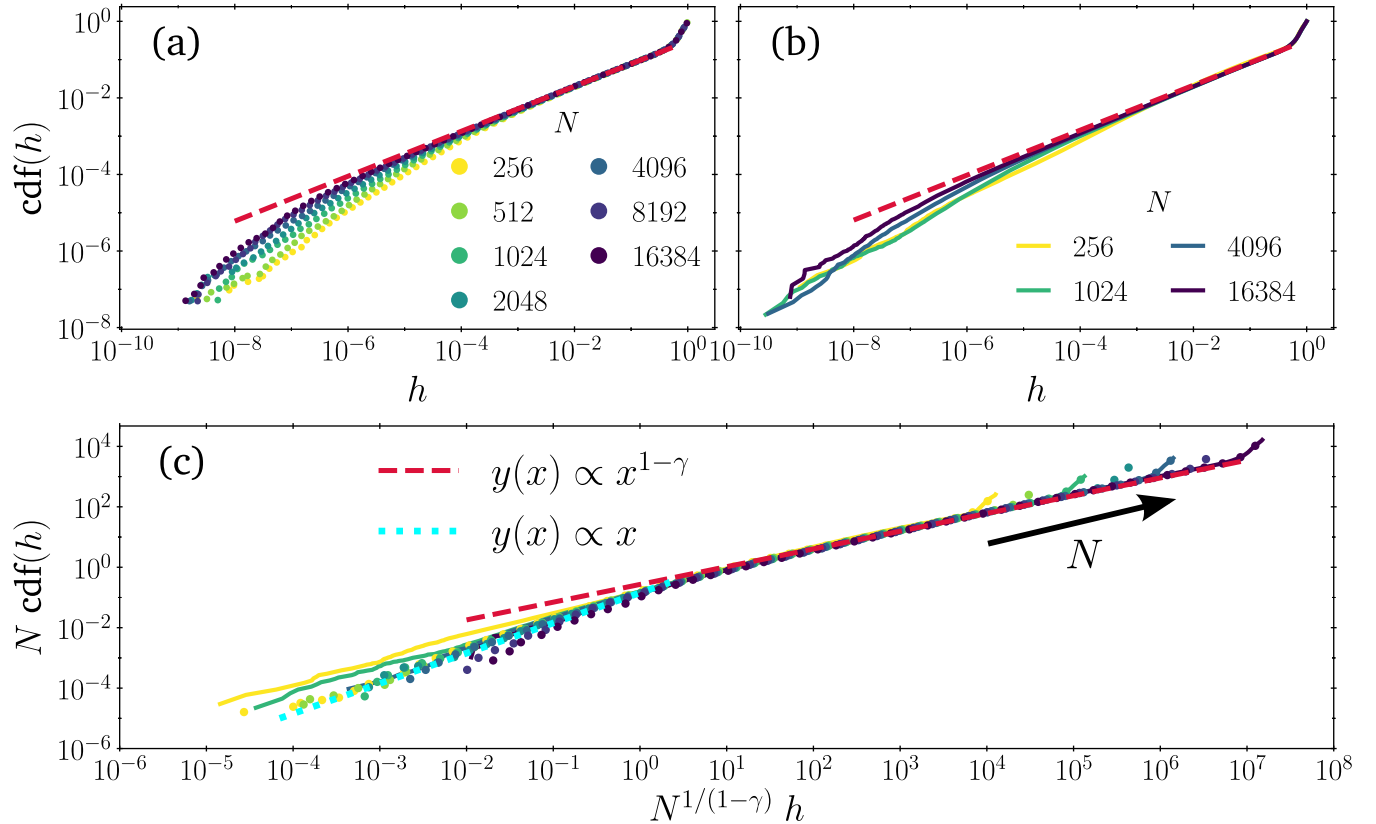 (a)
cdf(h)
10^0
10^−2
10^−4
10^−6
10^−8
N
256
512
1024
2048
4096
8192
16384
10^−10 10^−8 10^−6 10^−4 10^−2 10^0
h
(b)
N
256
1024
4096
16384
10^−10 10^−8 10^−6 10^−4 10^−2 10^0
h
(c)
N cdf(h)
10^4
10^2
10^0
10^−2
10^−4
10^−6
y(x) ∝ x^{1−γ}
y(x) ∝ x
N
10^−6 10^−5 10^−4 10^−3 10^−2 10^−1 10^0 10^1 10^2 10^3 10^4 10^5 10^6 10^7 10^8
N^{1/(1−γ)} h